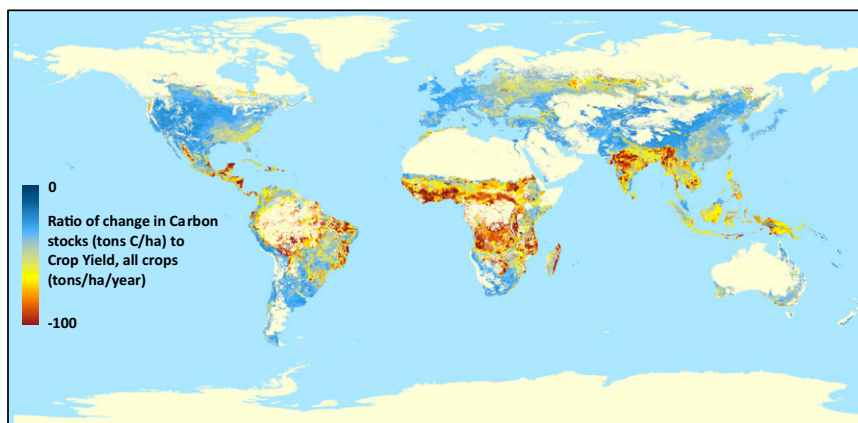 0
Ratio of change in Carbon
stocks (tons C/ha) to
Crop Yield, all crops
(tons/ha/year)
-100